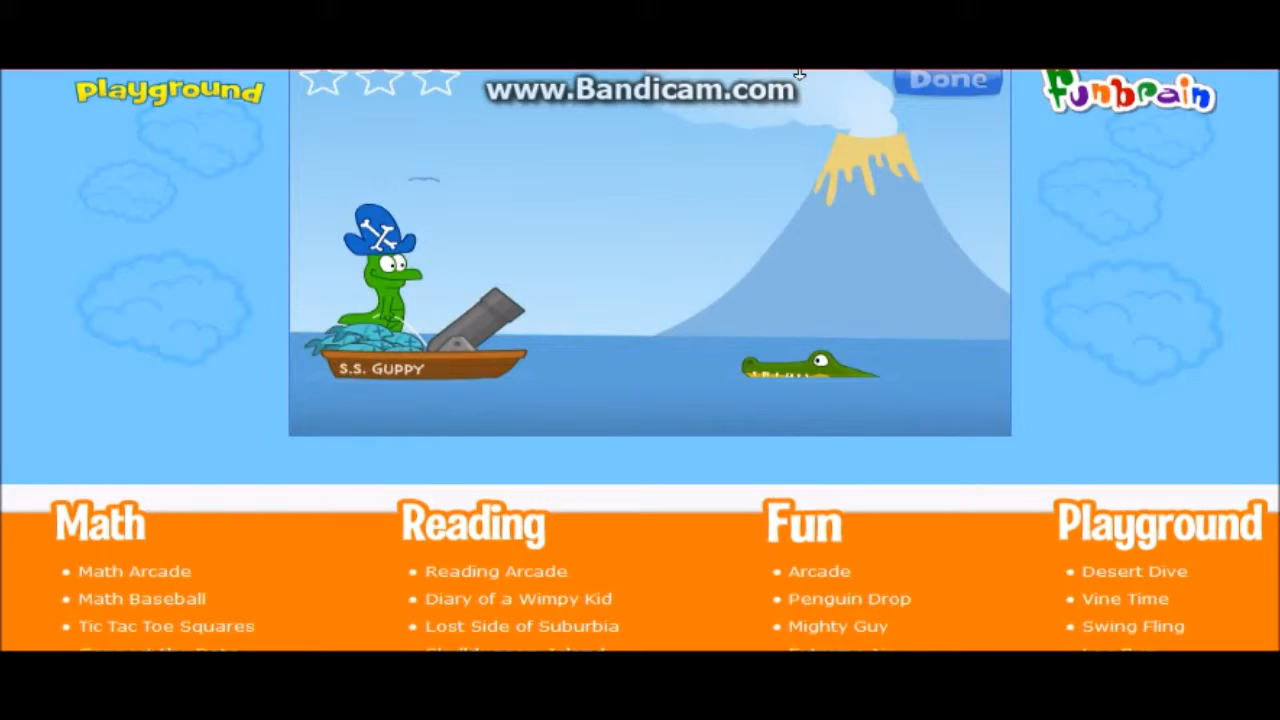 Playground
www.Bandicam.com
Done
Funbrain
S.S. GUPPY
Math
• Math Arcade
• Math Baseball
• Tic Tac Toe Squares
Reading
• Reading Arcade
• Diary of a Wimpy Kid
• Lost Side of Suburbia
Fun
• Arcade
• Penguin Drop
• Mighty Guy
Playground
• Desert Dive
• Vine Time
• Swing Fling